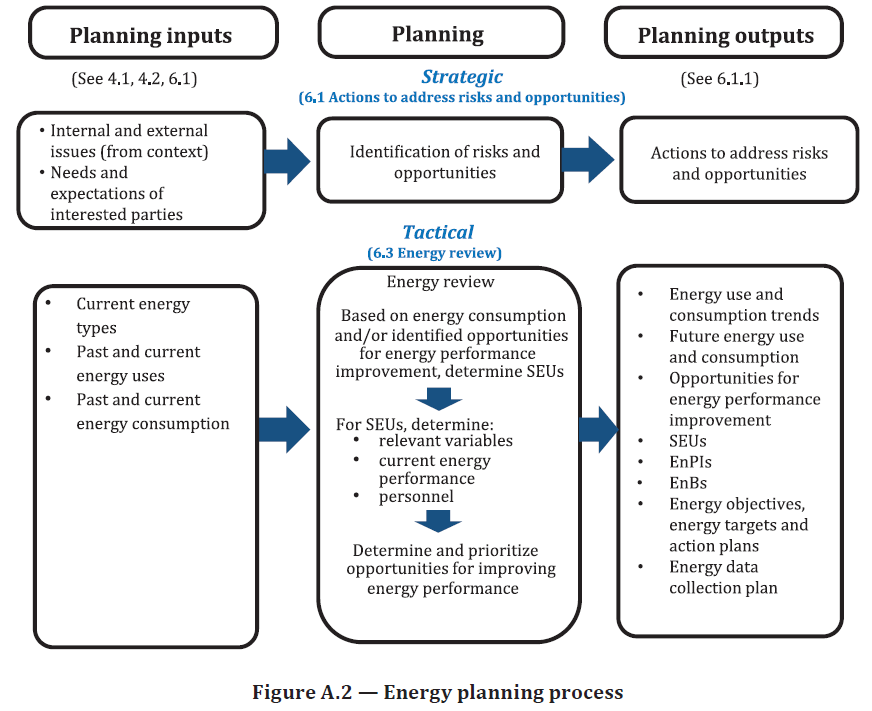 Planning inputs
Planning
Planning outputs
(See 4.1, 4.2, 6.1)
Strategic
(6.1 Actions to address risks and opportunities)
(See 6.1.1)
• Internal and external
issues (from context)
• Needs and
expectations of
interested parties
Identification of risks and
opportunities
Actions to address risks
and opportunities
Tactical
(6.3 Energy review)
• Current energy
types
• Past and current
energy uses
• Past and current
energy consumption
Energy review
Based on energy consumption
and/or identified opportunities
for energy performance
improvement, determine SEUs
For SEUs, determine:
• relevant variables
• current energy
performance
• personnel
Determine and prioritize
opportunities for improving
energy performance
• Energy use and
consumption trends
• Future energy use
and consumption
• Opportunities for
energy performance
improvement
• SEUs
• EnPIs
• EnBs
• Energy objectives,
energy targets and
action plans
• Energy data
collection plan
Figure A.2 — Energy planning process